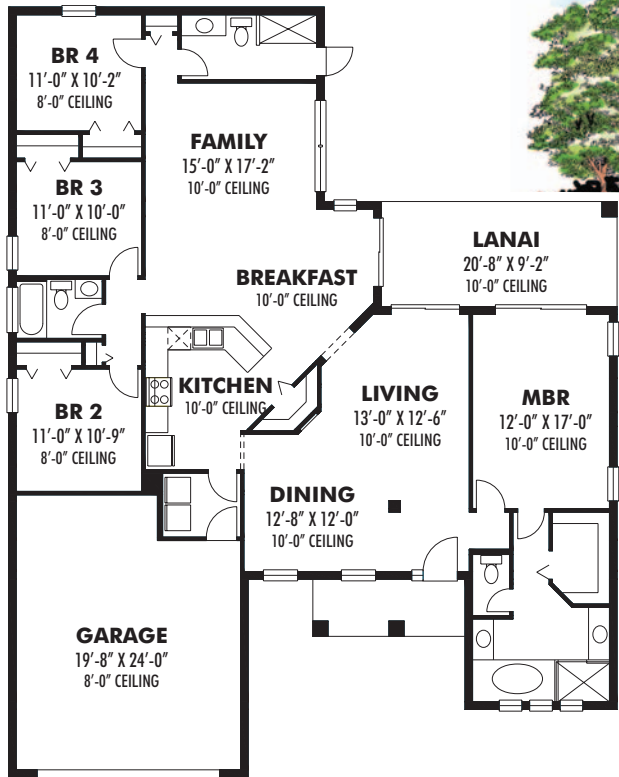 BR 4
11'-0" X 10'-2"
8'-0" CEILING
FAMILY
15'-0" X 17'-2"
10'-0" CEILING
BR 3
11'-0" X 10'-0"
8'-0" CEILING
LANAI
20'-8" X 9'-2"
10'-0" CEILING
BREAKFAST
10'-0" CEILING
KITCHEN
10'-0" CEILING
LIVING
13'-0" X 12'-6"
10'-0" CEILING
MBR
12'-0" X 17'-0"
10'-0" CEILING
BR 2
11'-0" X 10'-9"
8'-0" CEILING
DINING
12'-8" X 12'-0"
10'-0" CEILING
GARAGE
19'-8" X 24'-0"
8'-0" CEILING